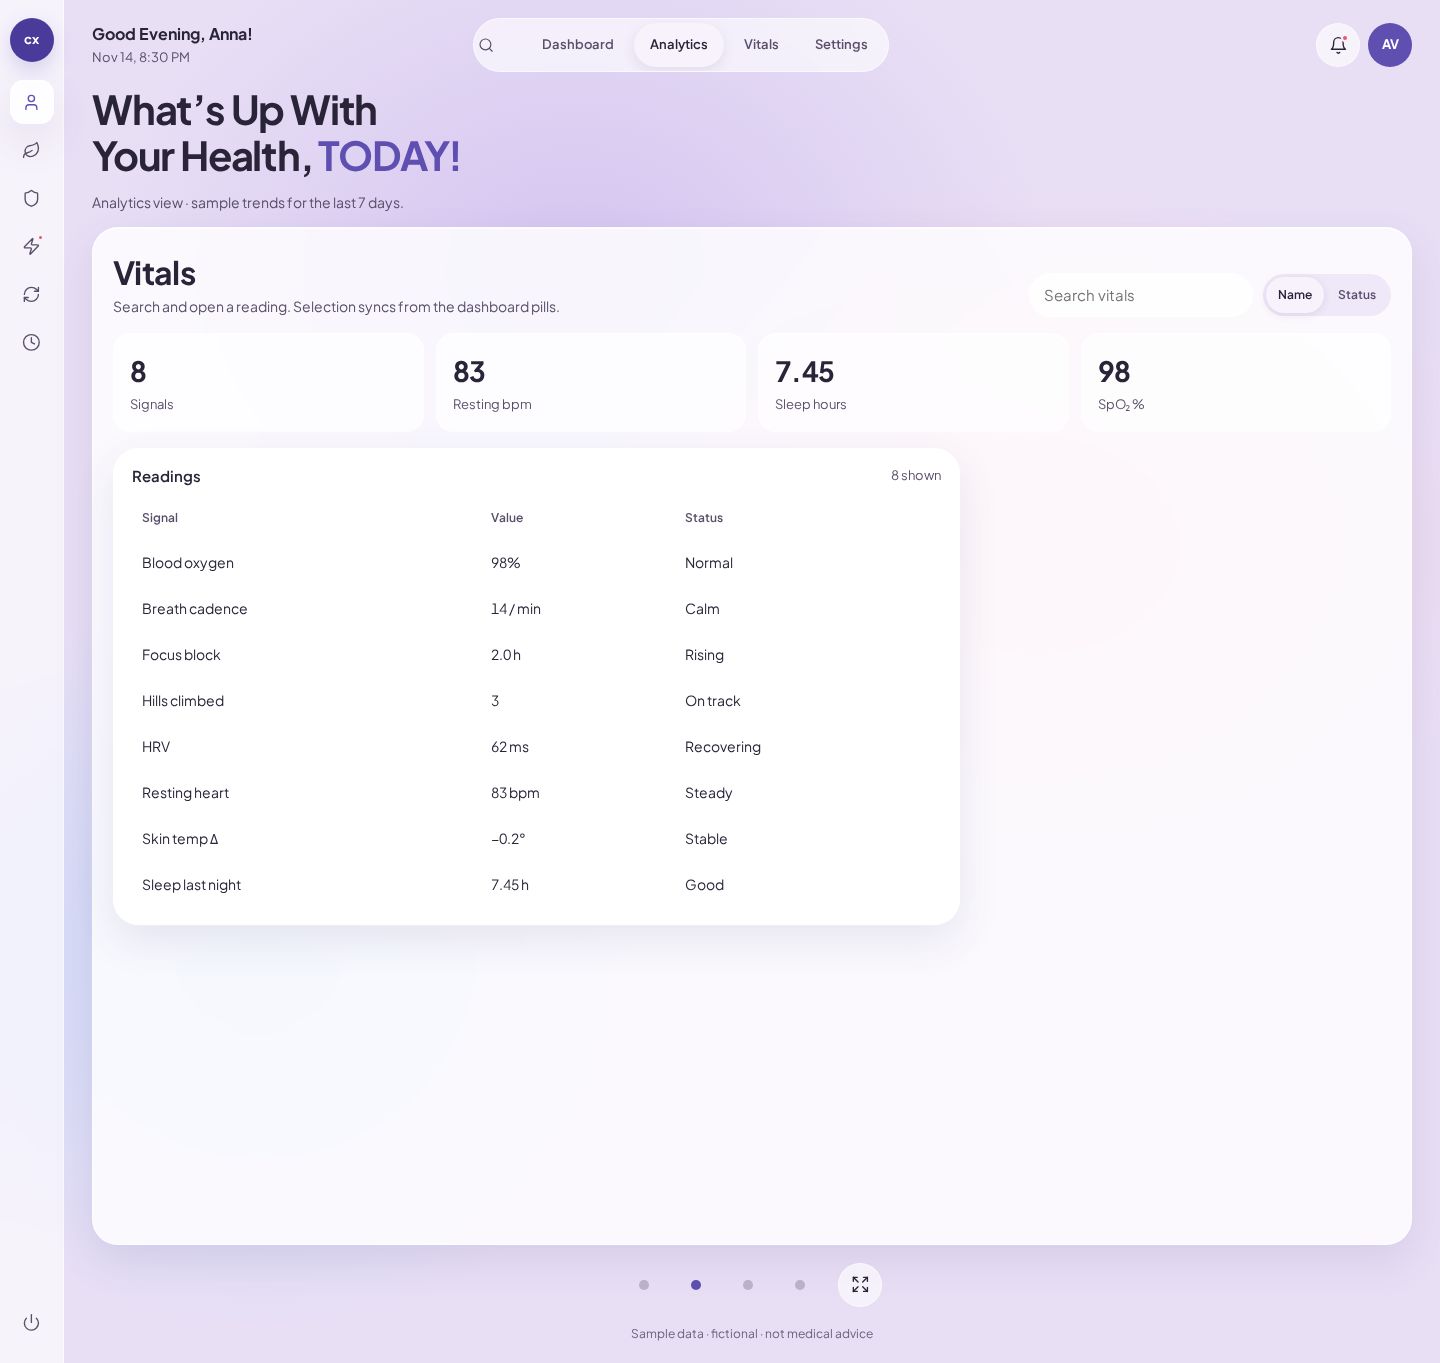 cx
Good Evening, Anna!
Nov 14, 8:30 PM
Dashboard Analytics Vitals Settings
AV
What’s Up With
Your Health, TODAY!
Analytics view · sample trends for the last 7 days.
Vitals
Search and open a reading. Selection syncs from the dashboard pills.
Search vitals
Name Status
8
Signals
83
Resting bpm
7.45
Sleep hours
98
SpO₂ %
Readings 8 shown
Signal Value Status
Blood oxygen 98% Normal
Breath cadence 14 / min Calm
Focus block 2.0 h Rising
Hills climbed 3 On track
HRV 62 ms Recovering
Resting heart 83 bpm Steady
Skin temp Δ −0.2° Stable
Sleep last night 7.45 h Good
Sample data · fictional · not medical advice